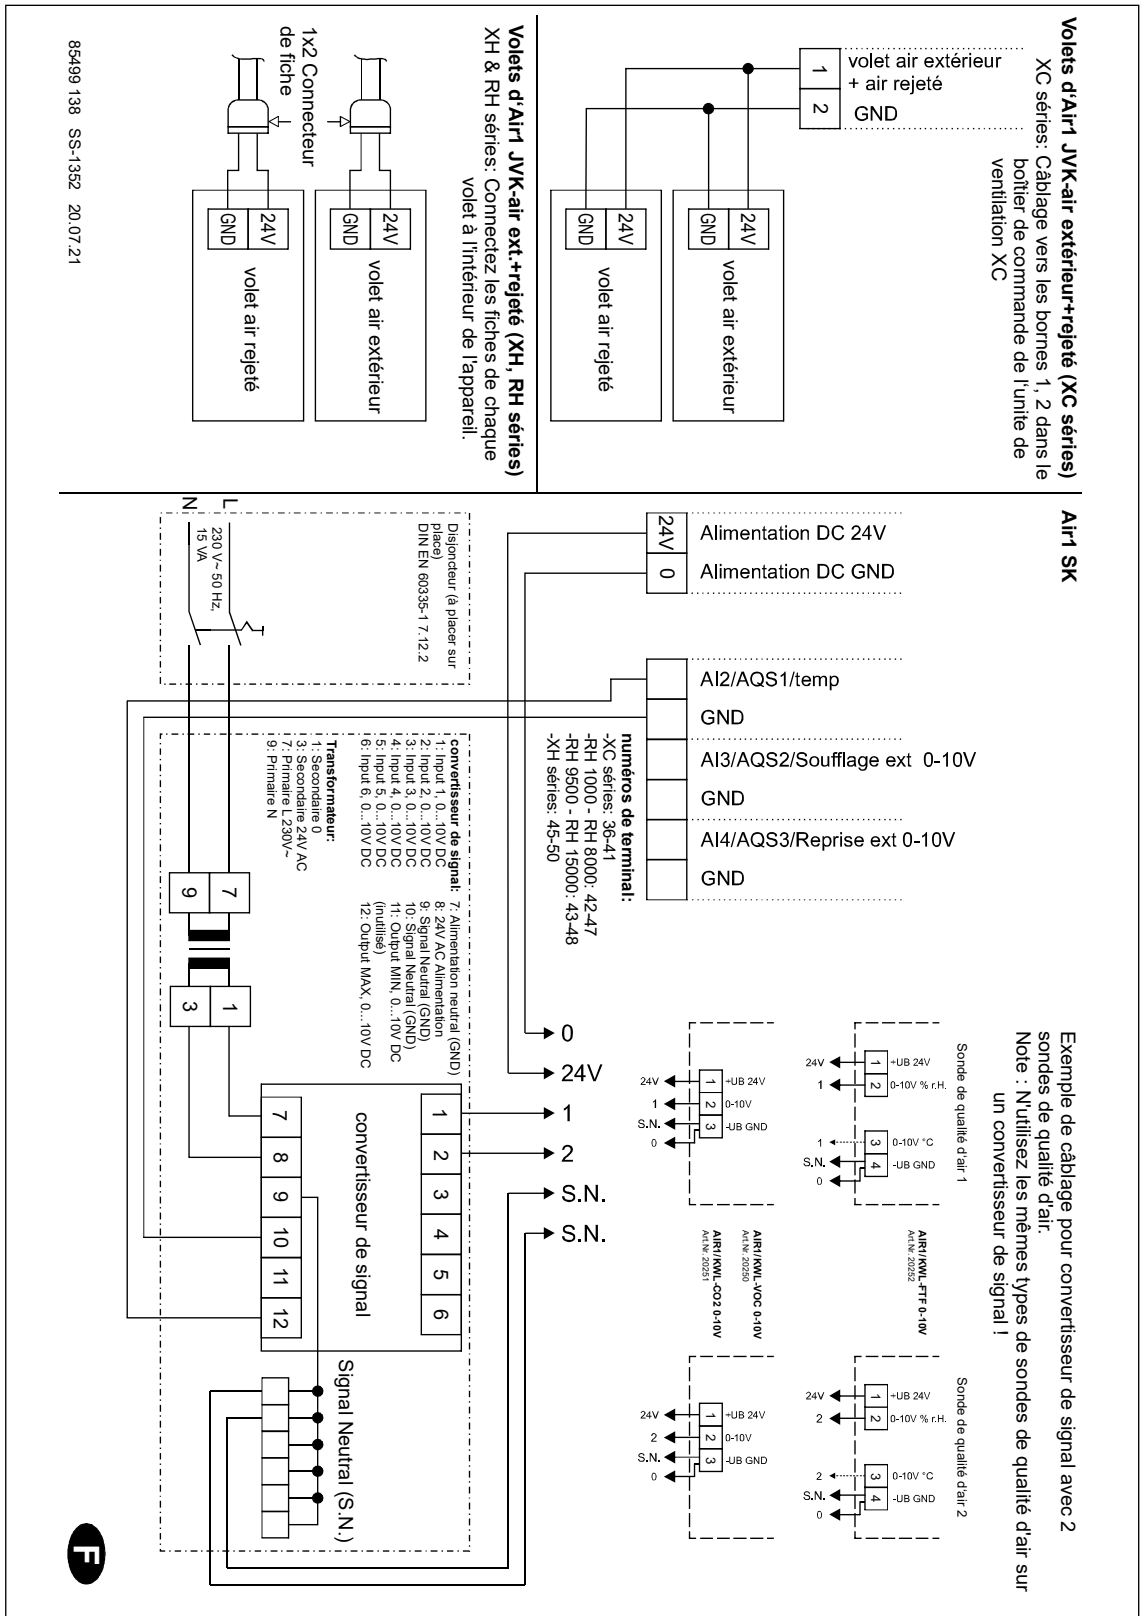 Volets d'Air1 JVK-air extérieur+rejeté (XC séries)
XC séries: Câblage vers les bornes 1, 2 dans le
boîtier de commande de l'unite de
ventilation XC
1
volet air extérieur
+ air rejeté
2
GND
24V
GND
volet air extérieur
24V
GND
volet air rejeté
Volets d'Air1 JVK-air ext.+rejeté (XH, RH séries)
XH & RH séries: Connectez les fiches de chaque
volet à l'intérieur de l'appareil.
1x2 Connecteur
de fiche
24V
GND
volet air extérieur
24V
GND
volet air rejeté
85499 138 SS-1352 20.07.21
Air1 SK
24V
Alimentation DC 24V
0
Alimentation DC GND
AI2/AQS1/temp
GND
AI3/AQS2/Soufflage ext 0-10V
GND
AI4/AQS3/Reprise ext 0-10V
GND
numéros de terminal:
-XC séries: 36-41
-RH 1000 - RH 8000: 42-47
-RH 9500 - RH 15000: 43-48
-XH séries: 45-50
Disjoncteur (à placer sur
place)
DIN EN 60335-1 7.12.2
L
N
230 V~ 50 Hz,
15 VA
convertisseur de signal:
1: Input 1, 0...10V DC
2: Input 2, 0...10V DC
3: Input 3, 0...10V DC
4: Input 4, 0...10V DC
5: Input 5, 0...10V DC
6: Input 6, 0...10V DC
7: Alimentation neutral (GND)
8: 24V AC Alimentation
9: Signal Neutral (GND)
10: Signal Neutral (GND)
11: Output MIN, 0...10V DC
(inutilisé)
12: Output MAX, 0...10V DC
Transformateur:
1: Secondaire 0
3: Secondaire 24V AC
7: Primaire L 230V~
9: Primaire N
7
9
1
3
0
24V
1
2
S.N.
S.N.
1
2
3
4
5
6
convertisseur de signal
7
8
9
10
11
12
Signal Neutral (S.N.)
Exemple de câblage pour convertisseur de signal avec 2
sondes de qualité d'air.
Note : N'utilisez les mêmes types de sondes de qualité d'air sur
un convertisseur de signal !
Sonde de qualité d'air 1
24V 1 +UB 24V
1 2 0-10V % r.H.
1 3 0-10V °C
S.N. 4 -UB GND
0
AIR1/KWL-FTF 0-10V
Art.Nr. 20252
Sonde de qualité d'air 2
24V 1 +UB 24V
2 2 0-10V % r.H.
2 3 0-10V °C
S.N. 4 -UB GND
0
24V 1 +UB 24V
1 2 0-10V
S.N. 3 -UB GND
0
AIR1/KWL-VOC 0-10V
Art.Nr. 20250
AIR1/KWL-CO2 0-10V
Art.Nr. 20251
24V 1 +UB 24V
2 2 0-10V
S.N. 3 -UB GND
0
F